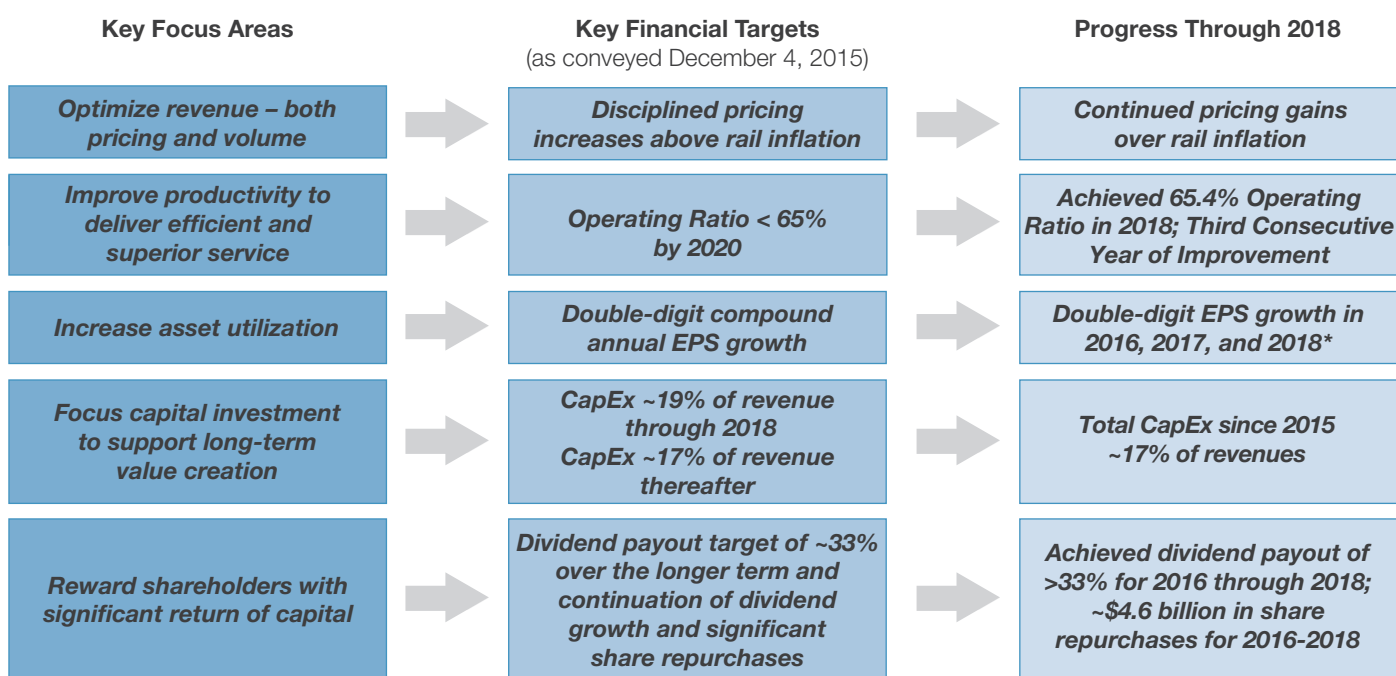 Key Focus Areas
Key Financial Targets
(as conveyed December 4, 2015)
Progress Through 2018
Optimize revenue – both
pricing and volume
Disciplined pricing
increases above rail inflation
Continued pricing gains
over rail inflation
Improve productivity to
deliver efficient and
superior service
Operating Ratio < 65%
by 2020
Achieved 65.4% Operating
Ratio in 2018; Third Consecutive
Year of Improvement
Increase asset utilization
Double-digit compound
annual EPS growth
Double-digit EPS growth in
2016, 2017, and 2018*
Focus capital investment
to support long-term
value creation
CapEx ~19% of revenue
through 2018
CapEx ~17% of revenue
thereafter
Total CapEx since 2015
~17% of revenues
Reward shareholders with
significant return of capital
Dividend payout target of ~33%
over the longer term and
continuation of dividend
growth and significant
share repurchases
Achieved dividend payout of
>33% for 2016 through 2018;
~$4.6 billion in share
repurchases for 2016-2018